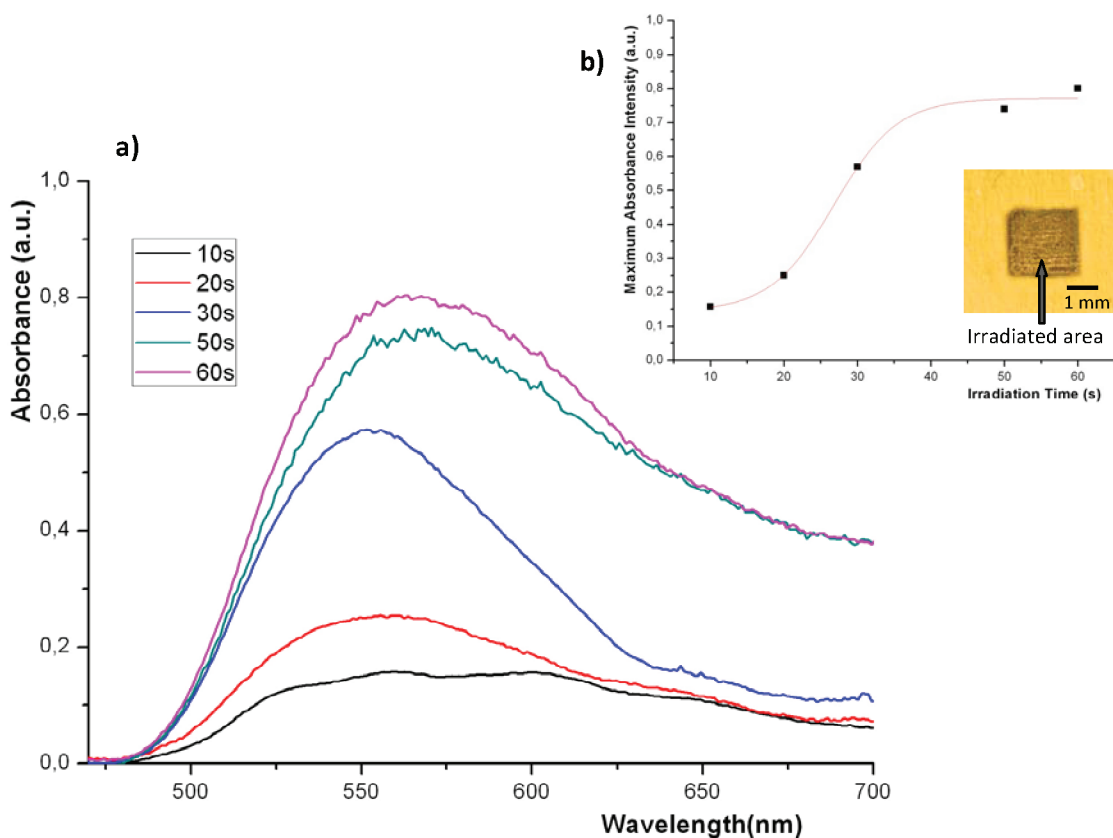 a)
Absorbance (a.u.)
1,0
0,8
0,6
0,4
0,2
0,0
500
550
600
650
700
Wavelength(nm)
10s
20s
30s
50s
60s
b)
Maximum Absorbance Intensity (a.u.)
1,0
0,9
0,8
0,7
0,6
0,5
0,4
0,3
0,2
0,1
0,0
10
20
30
40
50
60
Irradiation Time (s)
1 mm
Irradiated area